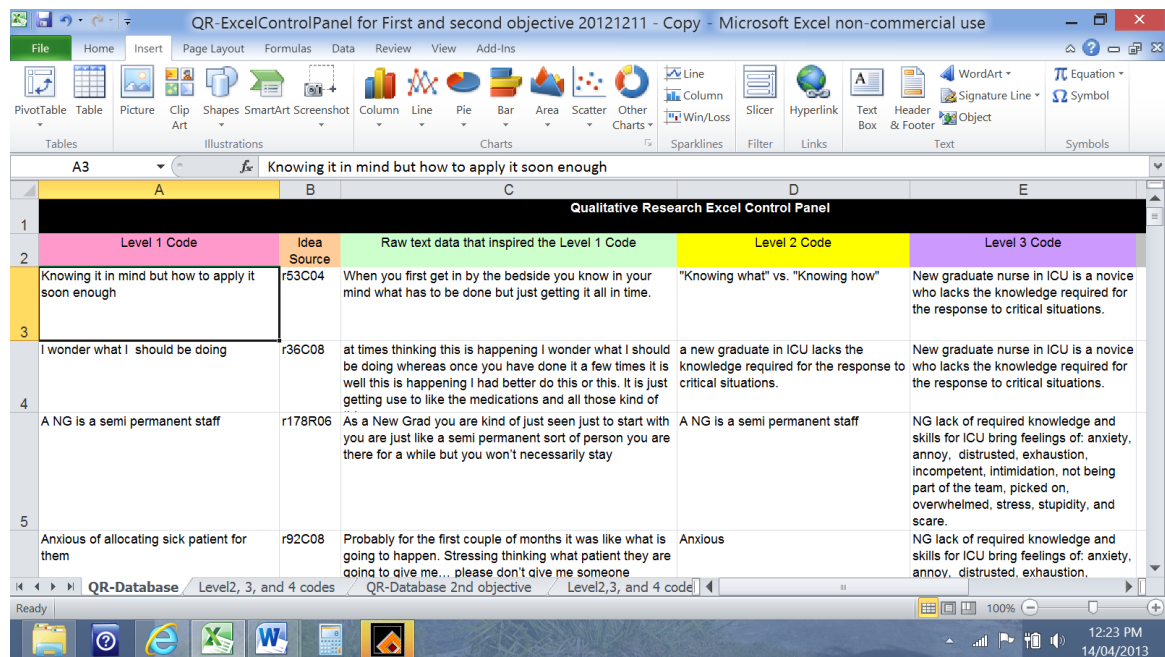 QR-ExcelControlPanel for First and second objective 20121211 - Copy - Microsoft Excel non-commercial use
File Home Insert Page Layout Formulas Data Review View Add-Ins
PivotTable Table Picture Clip Art Shapes SmartArt Screenshot Column Line Pie Bar Area Scatter Other Charts Line Column Win/Loss Slicer Hyperlink Text Box Header & Footer WordArt Signature Line Object Equation Symbol
Tables Illustrations Charts Sparklines Filter Links Text Symbols
A3 fx Knowing it in mind but how to apply it soon enough
A B C D E
1 Qualitative Research Excel Control Panel
2 Level 1 Code
Idea
Source
Raw text data that inspired the Level 1 Code
Level 2 Code
Level 3 Code
3
Knowing it in mind but how to apply it
soon enough
r53C04
When you first get in by the bedside you know in your
mind what has to be done but just getting it all in time.
"Knowing what" vs. "Knowing how"
New graduate nurse in ICU is a novice
who lacks the knowledge required for
the response to critical situations.
4
I wonder what I  should be doing
r36C08
at times thinking this is happening I wonder what I should
be doing whereas once you have done it a few times it is
well this is happening I had better do this or this. It is just
getting use to like the medications and all those kind of
a new graduate in ICU lacks the
knowledge required for the response to
critical situations.
New graduate nurse in ICU is a novice
who lacks the knowledge required for
the response to critical situations.
5
A NG is a semi permanent staff
r178R06
As a New Grad you are kind of just seen just to start with
you are just like a semi permanent sort of person you are
there for a while but you won't necessarily stay
A NG is a semi permanent staff
NG lack of required knowledge and
skills for ICU bring feelings of: anxiety,
annoy,  distrusted, exhaustion,
incompetent, intimidation, not being
part of the team, picked on,
overwhelmed, stress, stupidity, and
scare.
Anxious of allocating sick patient for
them
r92C08
Probably for the first couple of months it was like what is
going to happen. Stressing thinking what patient they are
going to give me... please don't give me someone
Anxious
NG lack of required knowledge and
skills for ICU bring feelings of: anxiety,
annoy, distrusted, exhaustion,
QR-Database Level2, 3, and 4 codes QR-Database 2nd objective Level2,3, and 4 code
Ready 100%
12:23 PM
14/04/2013